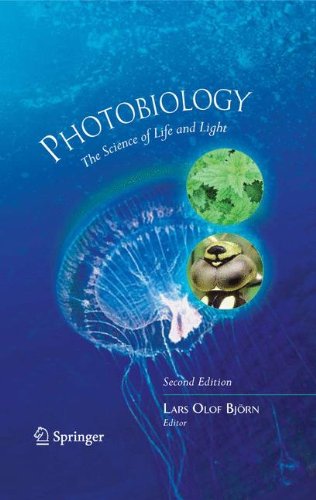 PHOTOBIOLOGY
The Science of Life and Light
Second Edition
LARS OLOF BJÖRN
Editor
Springer